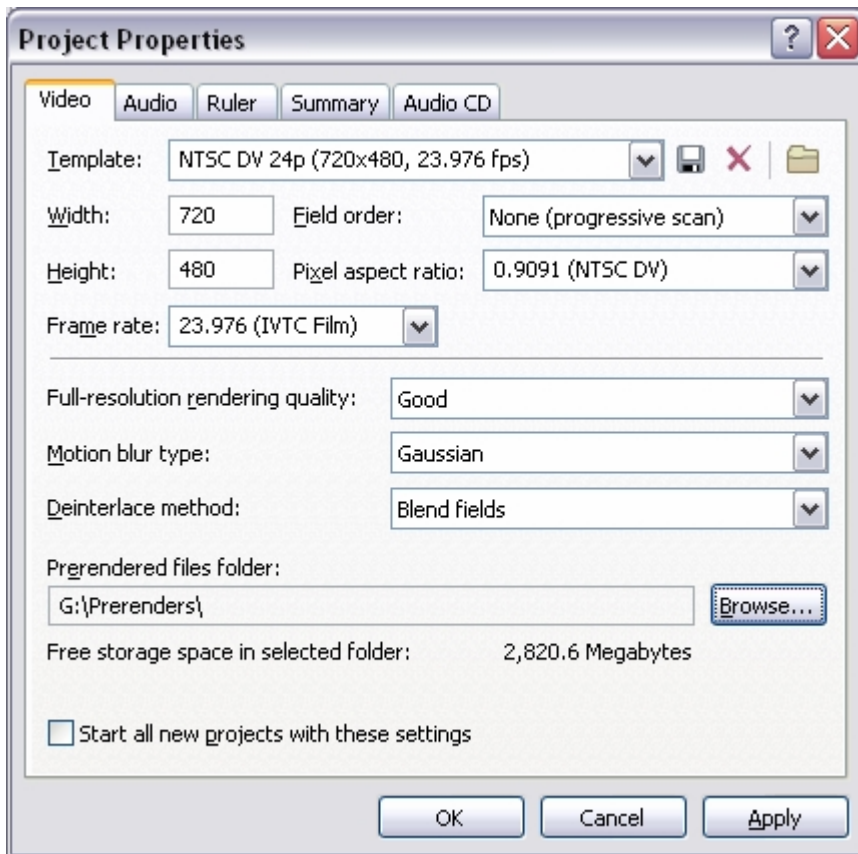 Project Properties
?
Video Audio Ruler Summary Audio CD
Template: NTSC DV 24p (720x480, 23.976 fps)
Width: 720 Field order: None (progressive scan)
Height: 480 Pixel aspect ratio: 0.9091 (NTSC DV)
Frame rate: 23.976 (IVTC Film)
Full-resolution rendering quality: Good
Motion blur type: Gaussian
Deinterlace method: Blend fields
Prerendered files folder:
G:\Prerenders\ Browse...
Free storage space in selected folder: 2,820.6 Megabytes
Start all new projects with these settings
OK Cancel Apply